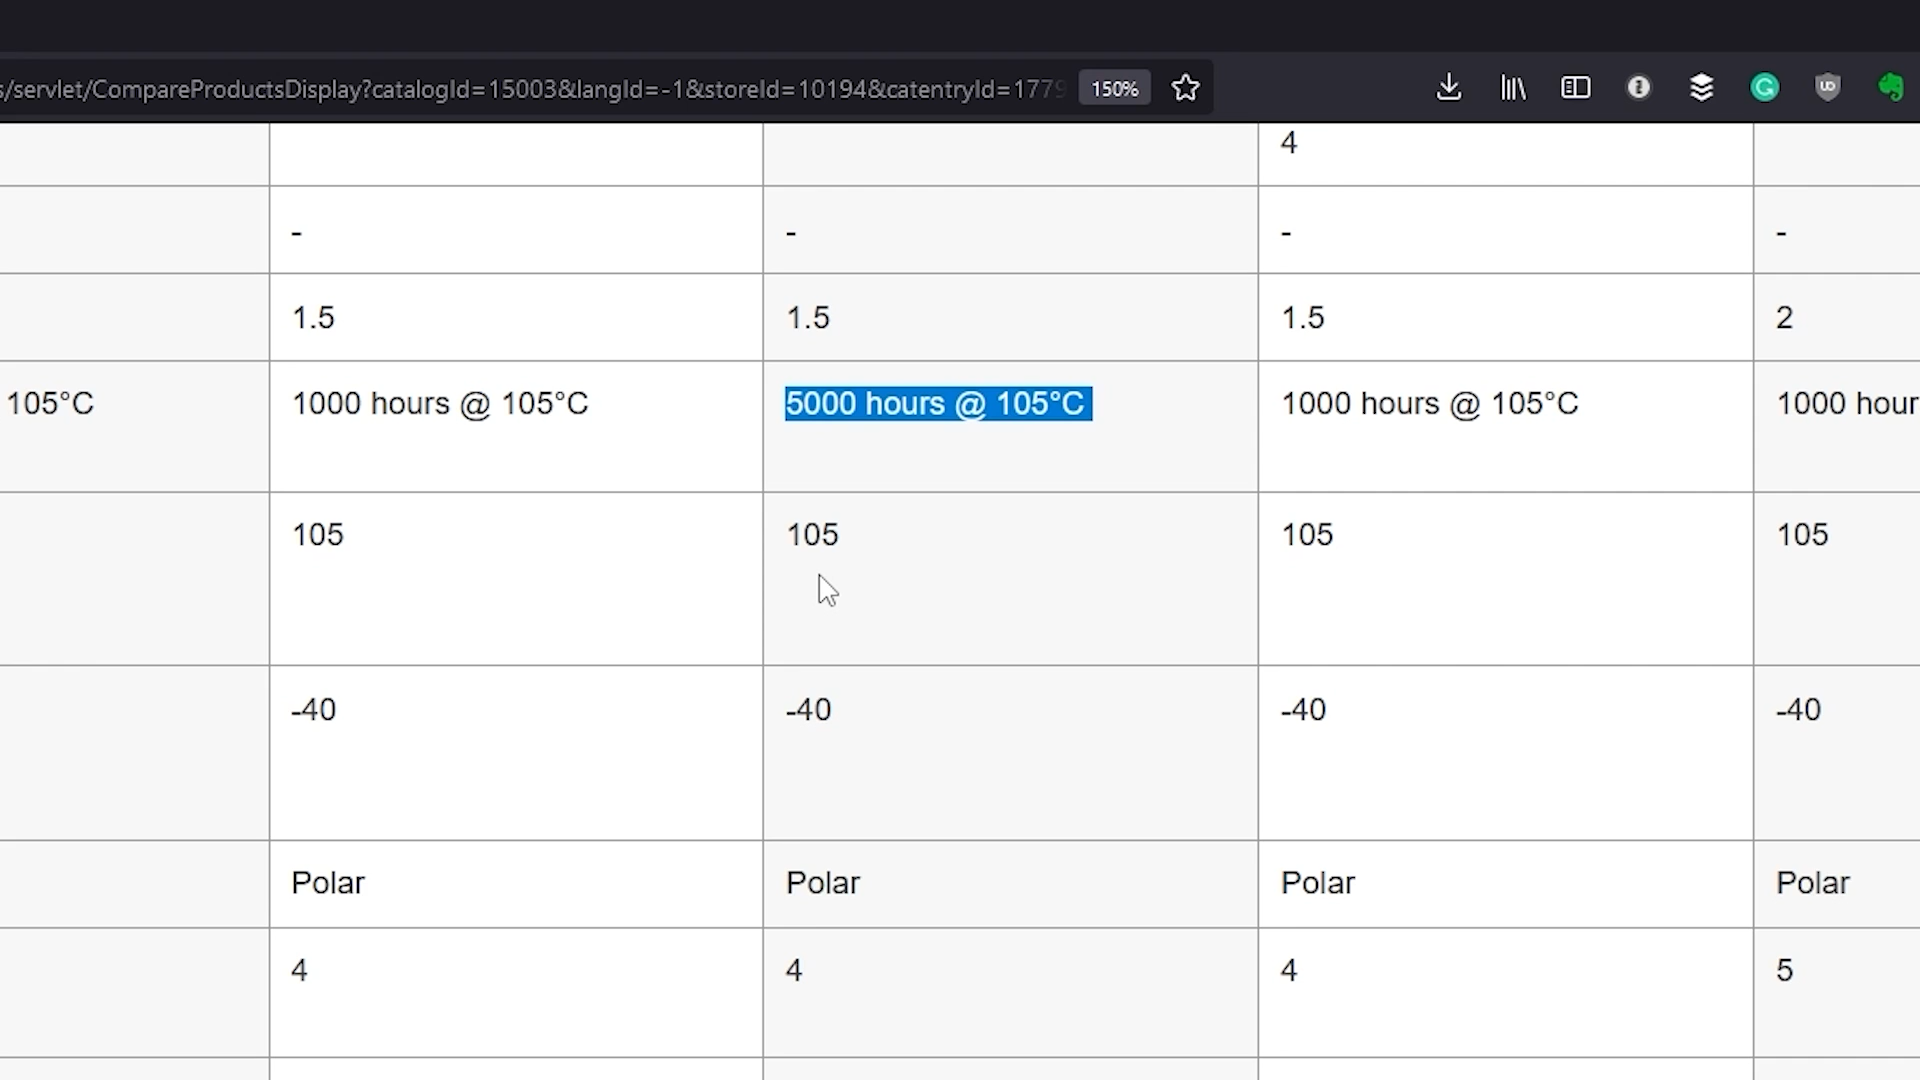 s/servlet/CompareProductsDisplay?catalogId=15003&langId=-1&storeId=10194&catentryId=1779 150%
4
- - - -
1.5 1.5 1.5 2
105°C 1000 hours @ 105°C 5000 hours @ 105°C 1000 hours @ 105°C 1000 hour
105 105 105 105
-40 -40 -40 -40
Polar Polar Polar Polar
4 4 4 5